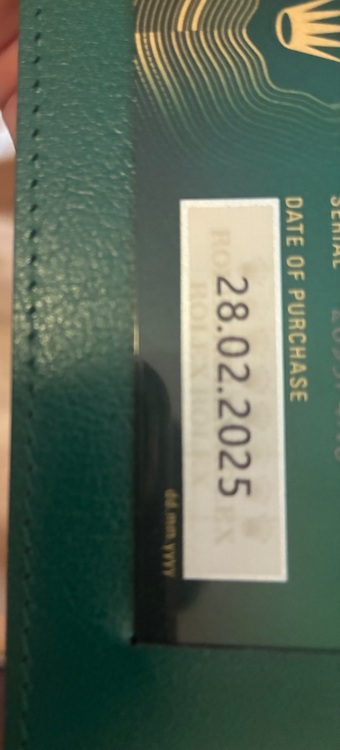 SERIAL
DATE OF PURCHASE
28.02.2025
dd.mm.yyyy